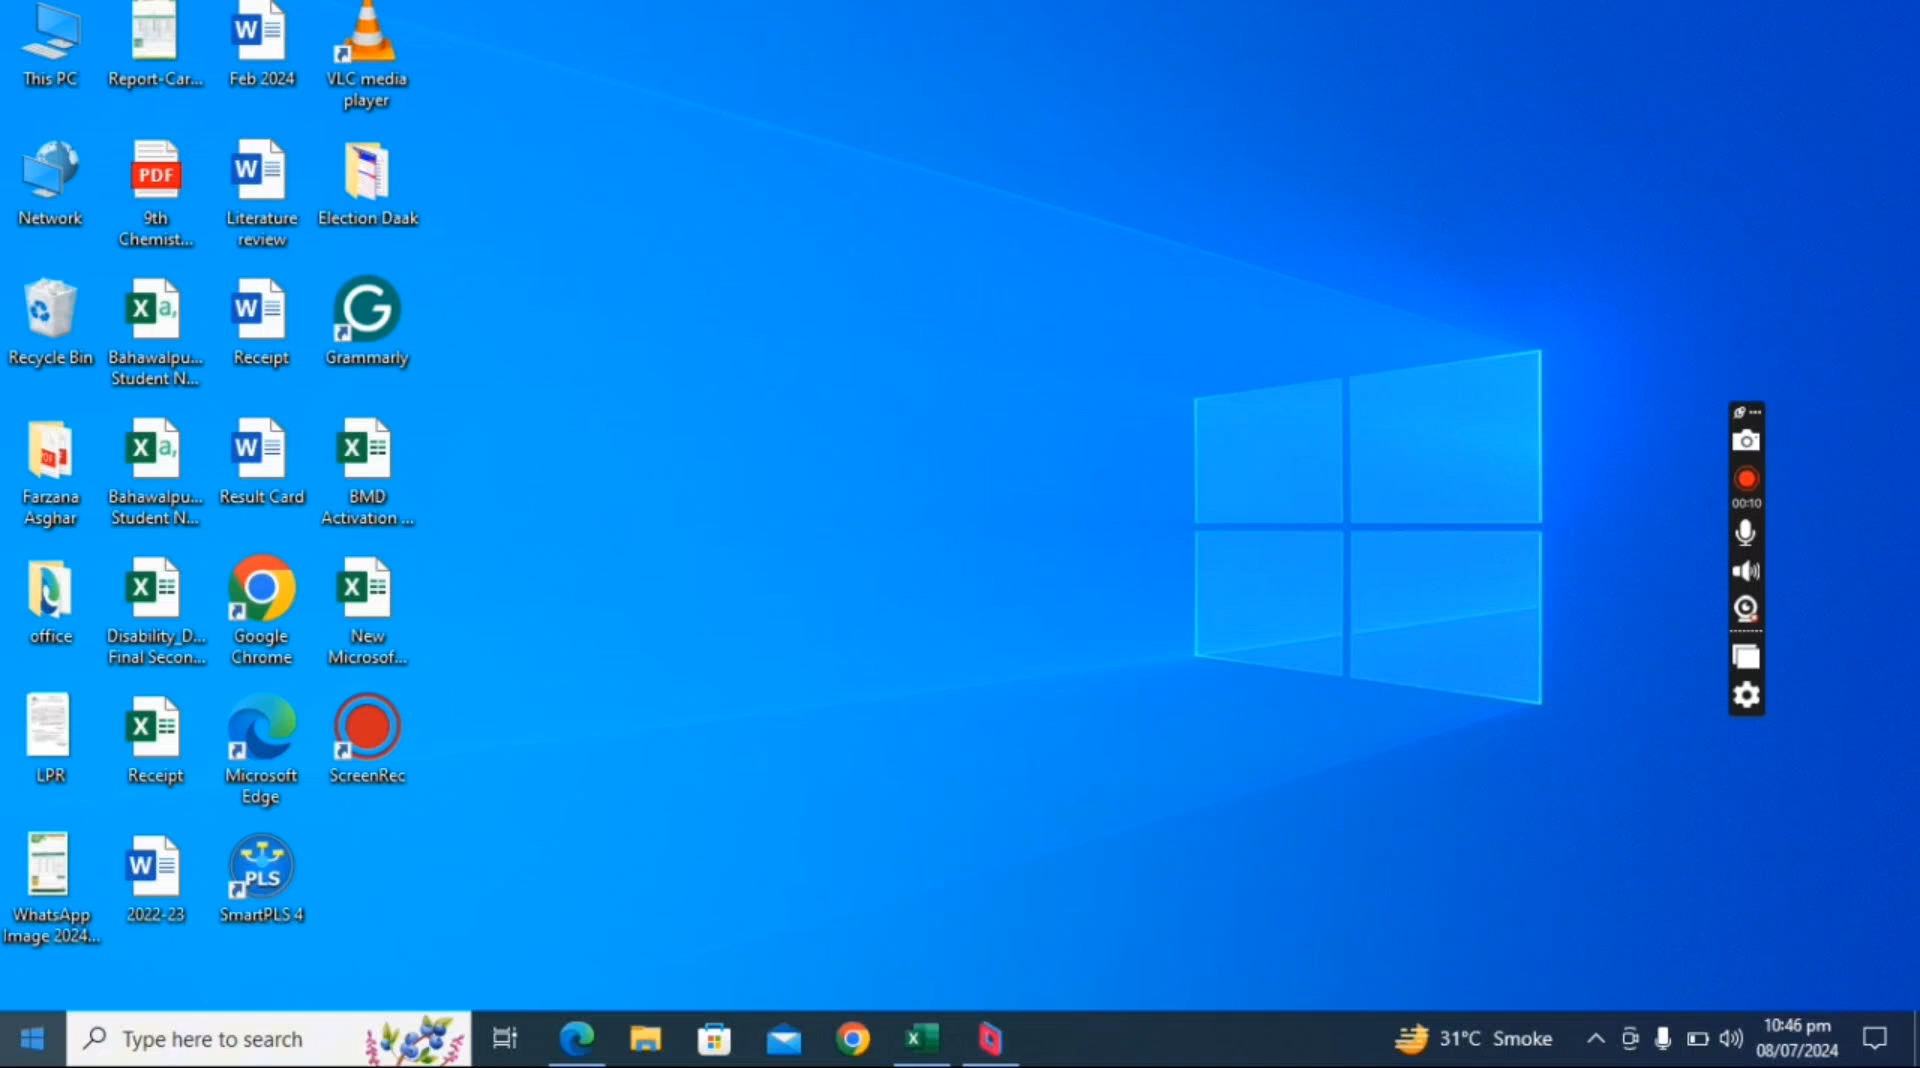 This PC
Report-Car...
Feb 2024
VLC media
player
Network
PDF
9th
Chemist...
Literature
review
Election Daak
Recycle Bin
Bahawalpu...
Student N...
Receipt
Grammarly
Farzana
Asghar
Bahawalpu...
Student N...
Result Card
BMD
Activation ...
office
Disability_D...
Final Secon...
Google
Chrome
New
Microsof...
LPR
Receipt
Microsoft
Edge
ScreenRec
WhatsApp
Image 2024...
2022-23
PLS
SmartPLS 4
00:10
Type here to search
31°C Smoke
10:46 pm
08/07/2024